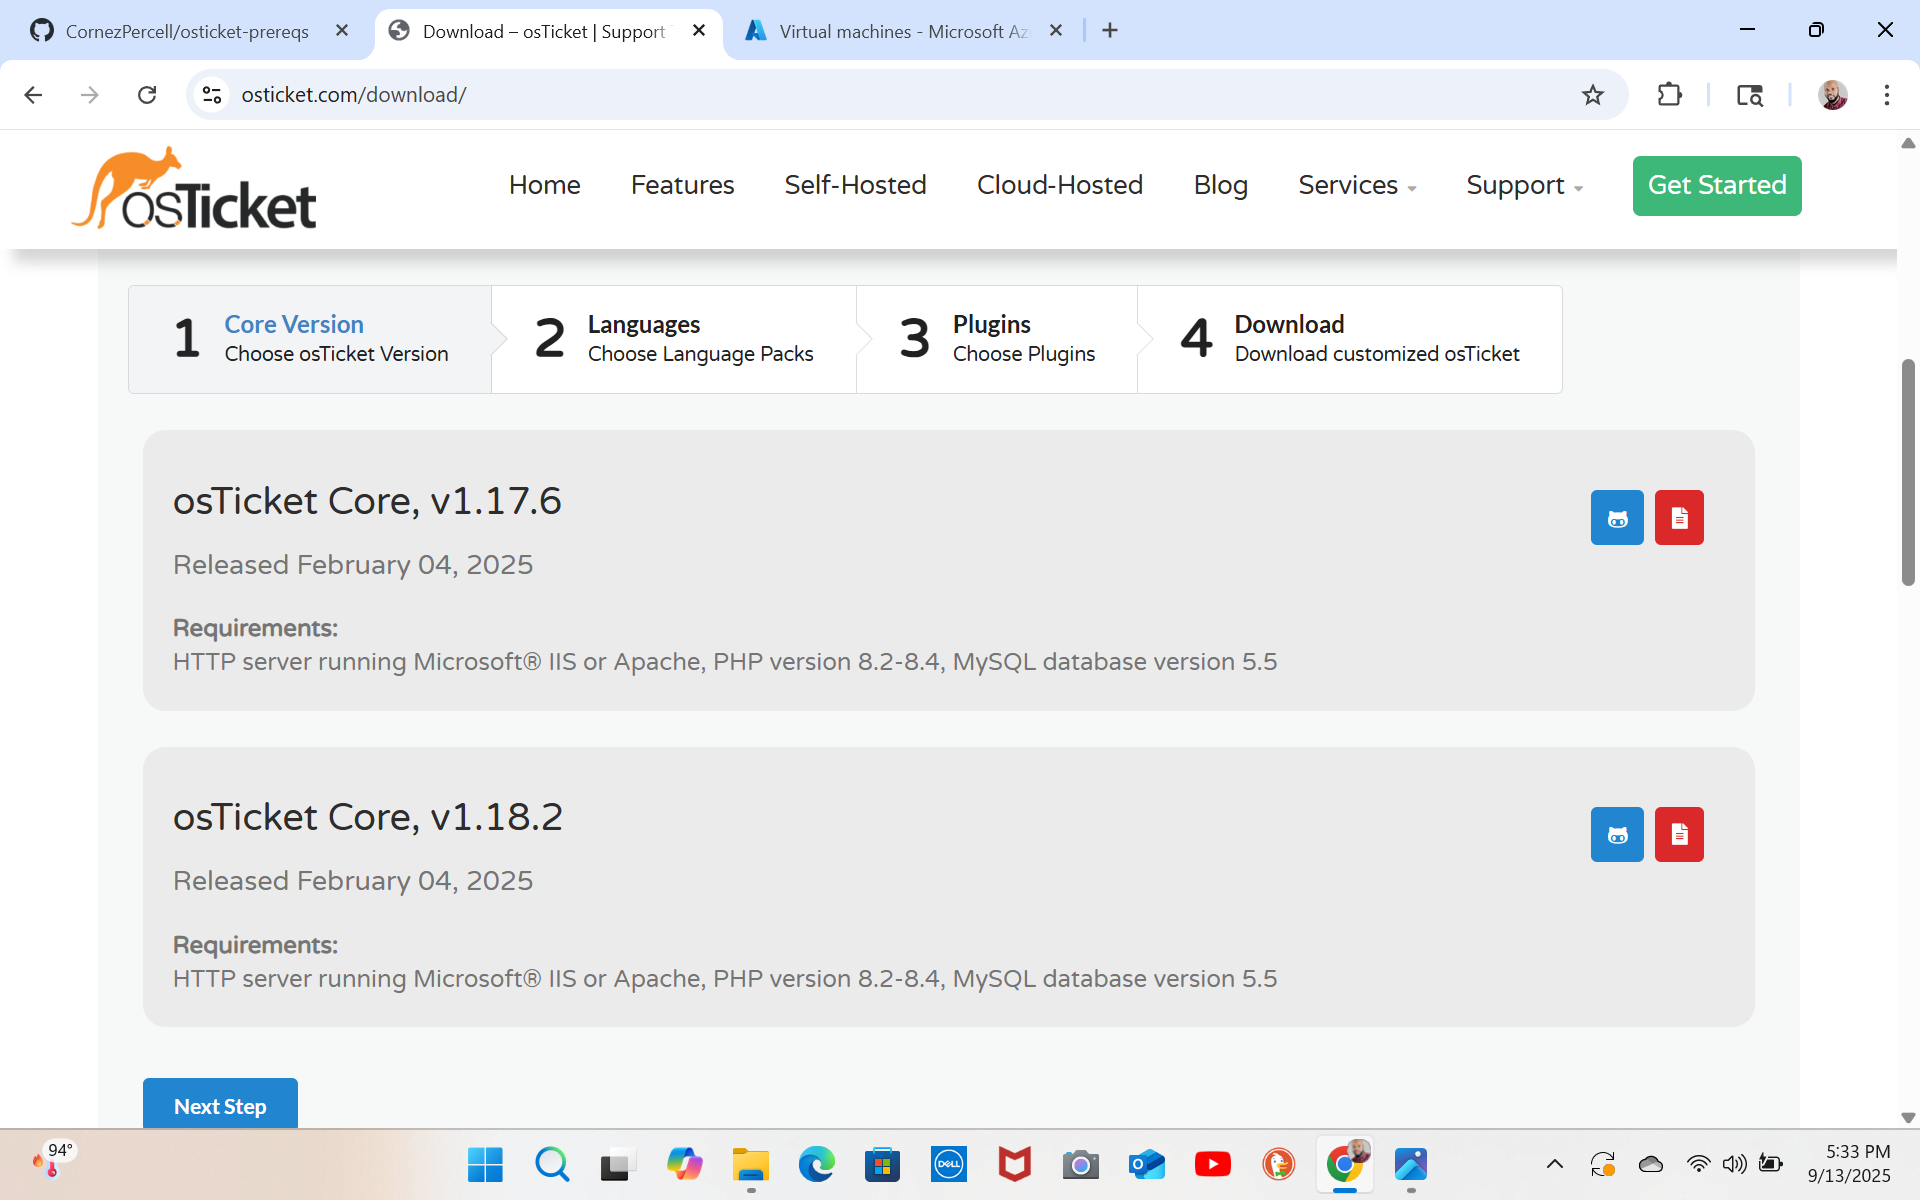 CornezPercell/osticket-prereqs
Download – osTicket | Support
Virtual machines - Microsoft Az
osticket.com/download/
osTicket
Home
Features
Self-Hosted
Cloud-Hosted
Blog
Services
Support
Get Started
1
Core Version
Choose osTicket Version
2
Languages
Choose Language Packs
3
Plugins
Choose Plugins
4
Download
Download customized osTicket
osTicket Core, v1.17.6
Released February 04, 2025
Requirements:
HTTP server running Microsoft® IIS or Apache, PHP version 8.2-8.4, MySQL database version 5.5
osTicket Core, v1.18.2
Released February 04, 2025
Requirements:
HTTP server running Microsoft® IIS or Apache, PHP version 8.2-8.4, MySQL database version 5.5
Next Step
94°
DELL
5:33 PM
9/13/2025